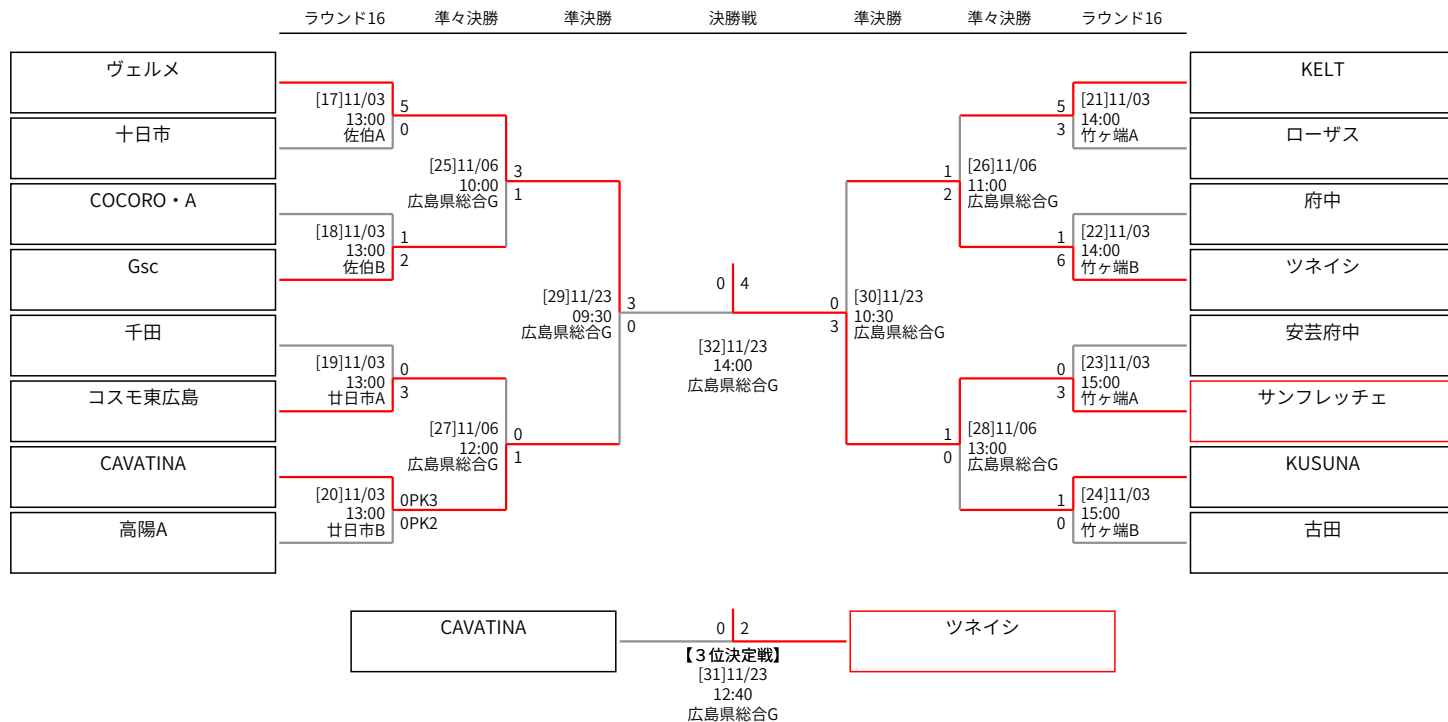 ラウンド16 準々決勝 準決勝 決勝戦 準決勝 準々決勝 ラウンド16
ヴェルメ
十日市
COCORO・A
Gsc
千田
コスモ東広島
CAVATINA
高陽A
[17]11/03
13:00
佐伯A
5
0
[18]11/03
13:00
佐伯B
1
2
[19]11/03
13:00
廿日市A
0
3
[20]11/03
13:00
廿日市B
0PK3
0PK2
[25]11/06
10:00
広島県総合G
3
1
[27]11/06
12:00
広島県総合G
0
1
[29]11/23
09:30
広島県総合G
3
0
0 4
[32]11/23
14:00
広島県総合G
0
3
[30]11/23
10:30
広島県総合G
1
2
[26]11/06
11:00
広島県総合G
1
0
[28]11/06
13:00
広島県総合G
5
3
[21]11/03
14:00
竹ヶ端A
1
6
[22]11/03
14:00
竹ヶ端B
0
3
[23]11/03
15:00
竹ヶ端A
1
0
[24]11/03
15:00
竹ヶ端B
KELT
ローザス
府中
ツネイシ
安芸府中
サンフレッチェ
KUSUNA
古田
CAVATINA
0 2
ツネイシ
【３位決定戦】
[31]11/23
12:40
広島県総合G